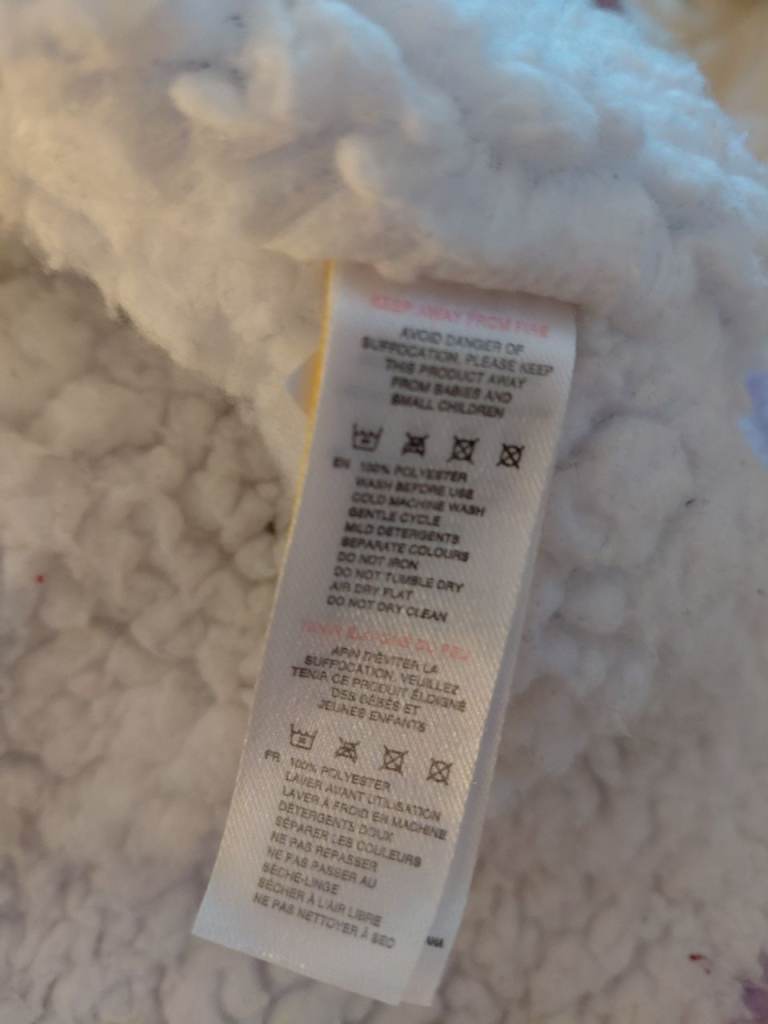 KEEP AWAY FROM FIRE
AVOID DANGER OF
SUFFOCATION, PLEASE KEEP
THIS PRODUCT AWAY
FROM BABIES AND
SMALL CHILDREN
EN 100% POLYESTER
WASH BEFORE USE
COLD MACHINE WASH
GENTLE CYCLE
MILD DETERGENTS
SEPARATE COLOURS
DO NOT IRON
DO NOT TUMBLE DRY
AIR DRY FLAT
DO NOT DRY CLEAN
TENIR ÉLOIGNÉ DU FEU
AFIN D'ÉVITER LA
SUFFOCATION, VEUILLEZ
TENIR CE PRODUIT ÉLOIGNÉ
DES BÉBÉS ET
JEUNES ENFANTS
FR 100% POLYESTER
LAVER AVANT UTILISATION
LAVER À FROID EN MACHINE
DÉTERGENTS DOUX
SÉPARER LES COULEURS
NE PAS REPASSER
NE PAS PASSER AU
SÈCHE-LINGE
SÉCHER À L'AIR LIBRE
NE PAS NETTOYER À SEC